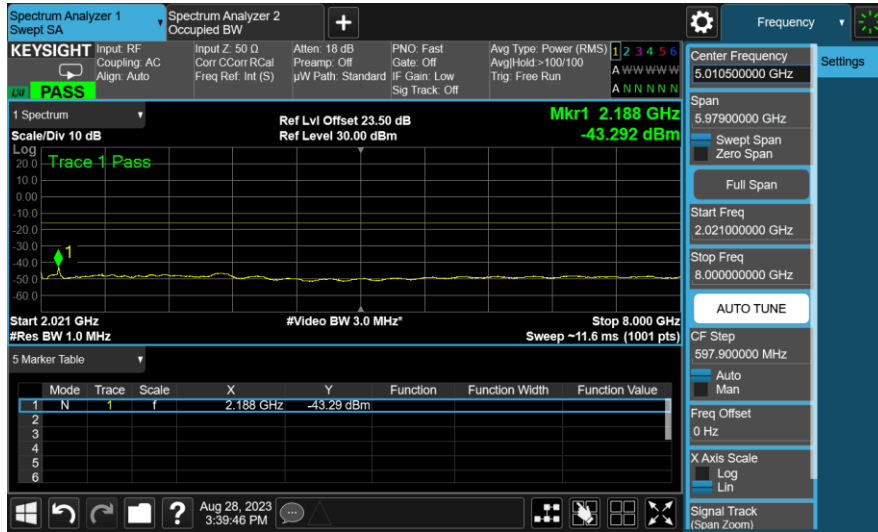 Spectrum Analyzer 1
Swept SA
Spectrum Analyzer 2
Occupied BW
Frequency
KEYSIGHT
Input: RF
Coupling: AC
Align: Auto
Input Z: 50 Ω
Corr CCorr RCal
Freq Ref: Int (S)
Atten: 18 dB
Preamp: Off
µW Path: Standard
PNO: Fast
Gate: Off
IF Gain: Low
Sig Track: Off
Avg Type: Power (RMS)
Avg|Hold:>100/100
Trig: Free Run
1 2 3 4 5 6
A W W W W W
A N N N N N
LXI PASS
1 Spectrum
Scale/Div 10 dB
Ref Lvl Offset 23.50 dB
Ref Level 30.00 dBm
Mkr1 2.188 GHz
-43.292 dBm
Log
Trace 1 Pass
20.0
10.0
0.00
-10.0
-20.0
-30.0
-40.0
-50.0
-60.0
1
Start 2.021 GHz
#Res BW 1.0 MHz
#Video BW 3.0 MHz*
Stop 8.000 GHz
Sweep ~11.6 ms (1001 pts)
5 Marker Table
Mode Trace Scale X Y Function Function Width Function Value
1 N 1 f 2.188 GHz -43.29 dBm
2
3
4
5
6
Aug 28, 2023
3:39:46 PM
?
Center Frequency
5.010500000 GHz
Settings
Span
5.97900000 GHz
Swept Span
Zero Span
Full Span
Start Freq
2.021000000 GHz
Stop Freq
8.000000000 GHz
AUTO TUNE
CF Step
597.900000 MHz
Auto
Man
Freq Offset
0 Hz
X Axis Scale
Log
Lin
Signal Track
(Span Zoom)